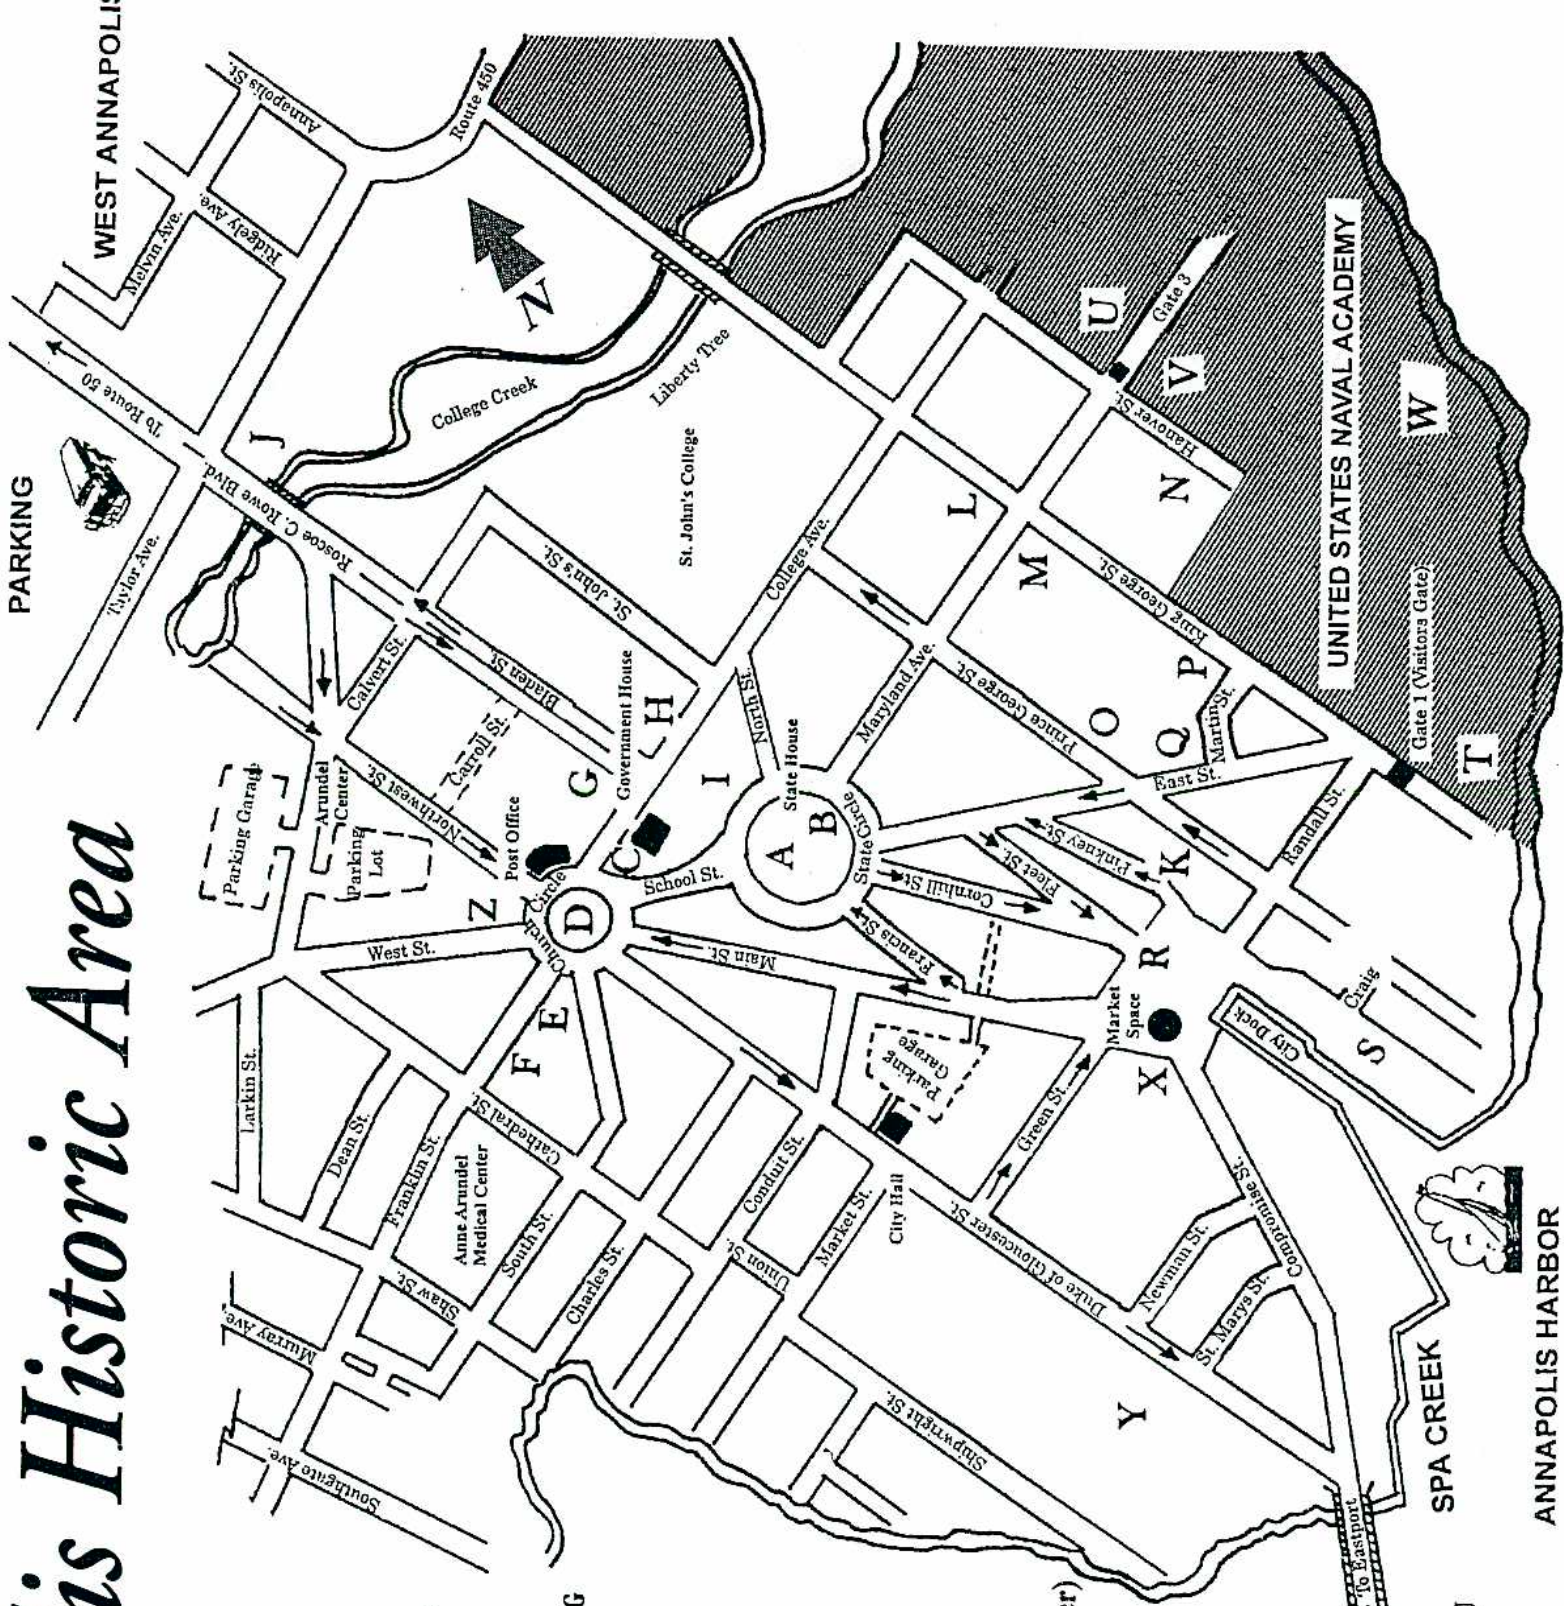 is Historic Area
PARKING
WEST ANNAPOLIS
Annapolis St.
Route 450
Melvin Ave.
Ridgely Ave.
To Route 50
Taylor Ave.
Roscoe C. Rowe Blvd.
J
N
College Creek
Liberty Tree
St. John's College
St. John's St.
College Ave.
Calvert St.
Bladen St.
Carroll St.
Northwest St.
Parking Garage
Arundel
Center
Parking
Lot
Post Office
Government House
G
H
I
C
Z
Church Circle
D
School St.
North St.
State House
A
B
State Circle
Maryland Ave.
Prince George St.
King George St.
Hanover St.
L
M
N
O
P
Q
U
V
W
Gate 3
UNITED STATES NAVAL ACADEMY
Gate 1 (Visitors Gate)
T
Martin St.
East St.
Randall St.
Pinkney St.
Fleet St.
Cornhill St.
K
Francis St.
Main St.
West St.
E
F
Larkin St.
Dean St.
Franklin St.
Cathedral St.
Anne Arundel
Medical Center
Shaw St.
South St.
Charles St.
Murray Ave.
Southgate Ave.
Conduit St.
Union St.
Market St.
City Hall
Parking
Garage
Green St.
Market
Space
R
X
City Dock
Craig
S
Duke of Gloucester St.
Newman St.
St. Marys St.
Compromise St.
Shipwright St.
Y
To Eastport
SPA CREEK
ANNAPOLIS HARBOR
G
er)